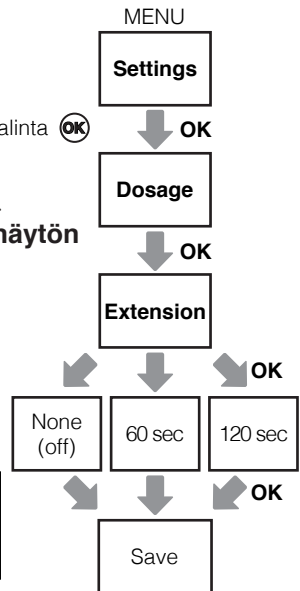 MENU
Settings
alinta OK
OK
Dosage
näytön
OK
Extension
OK
None
(off)
60 sec
120 sec
OK
Save